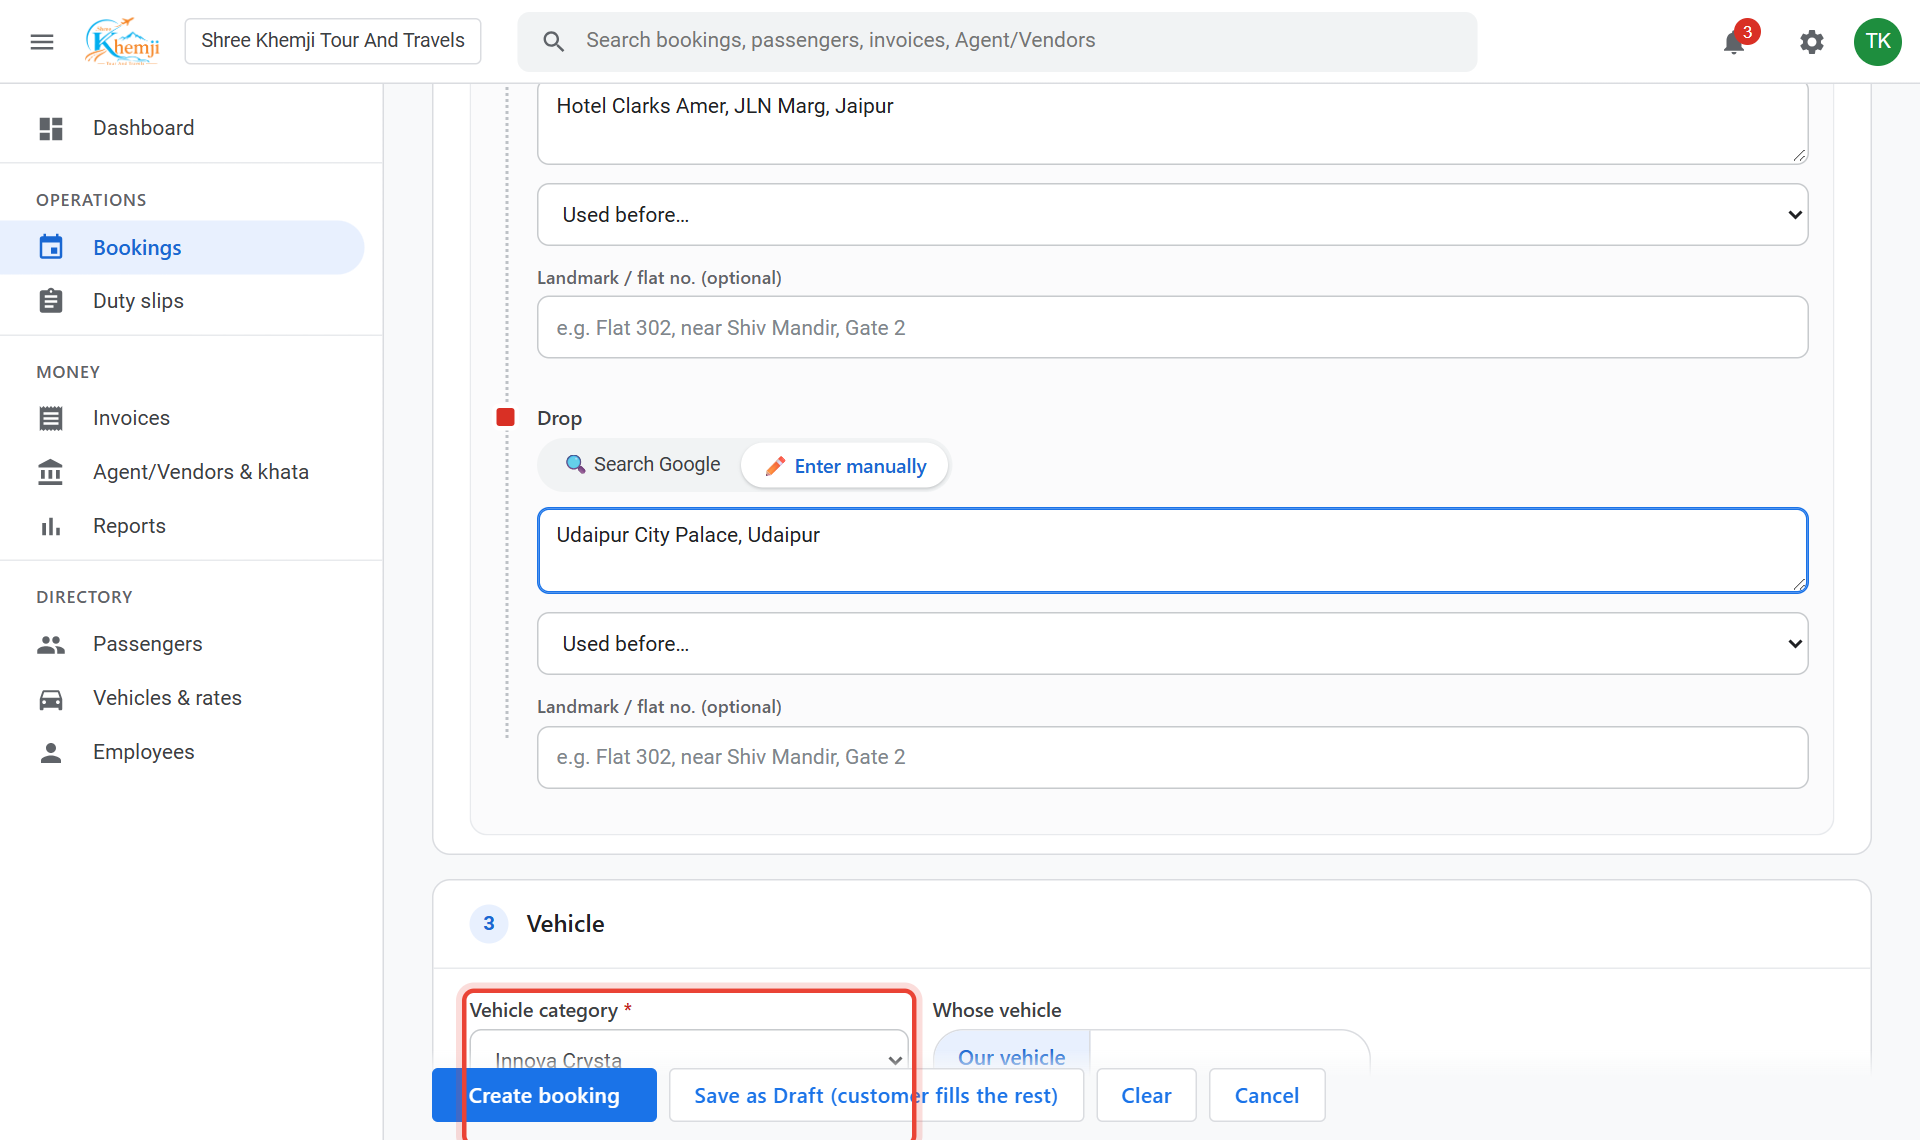 Khemji
Shree Khemji Tour And Travels
Search bookings, passengers, invoices, Agent/Vendors
3
TK
Dashboard
OPERATIONS
Bookings
Duty slips
MONEY
Invoices
Agent/Vendors & khata
Reports
DIRECTORY
Passengers
Vehicles & rates
Employees
Hotel Clarks Amer, JLN Marg, Jaipur
Used before...
Landmark / flat no. (optional)
e.g. Flat 302, near Shiv Mandir, Gate 2
Drop
Search Google
Enter manually
Udaipur City Palace, Udaipur
Used before...
Landmark / flat no. (optional)
e.g. Flat 302, near Shiv Mandir, Gate 2
3 Vehicle
Vehicle category *
Whose vehicle
Innova Crysta
Our vehicle
Create booking
Save as Draft (customer fills the rest)
Clear
Cancel